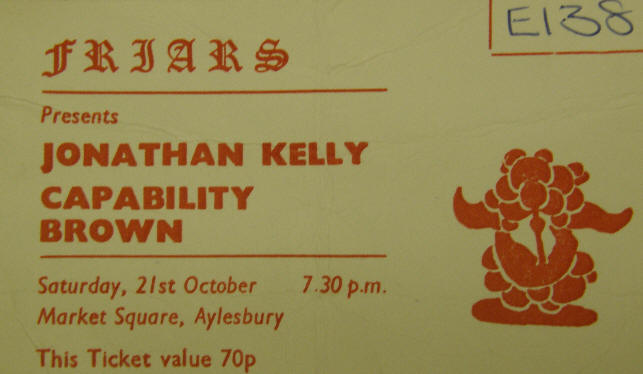 E138
FRIARS
Presents
JONATHAN KELLY
CAPABILITY
BROWN
Saturday, 21st October 7.30 p.m.
Market Square, Aylesbury
This Ticket value 70p